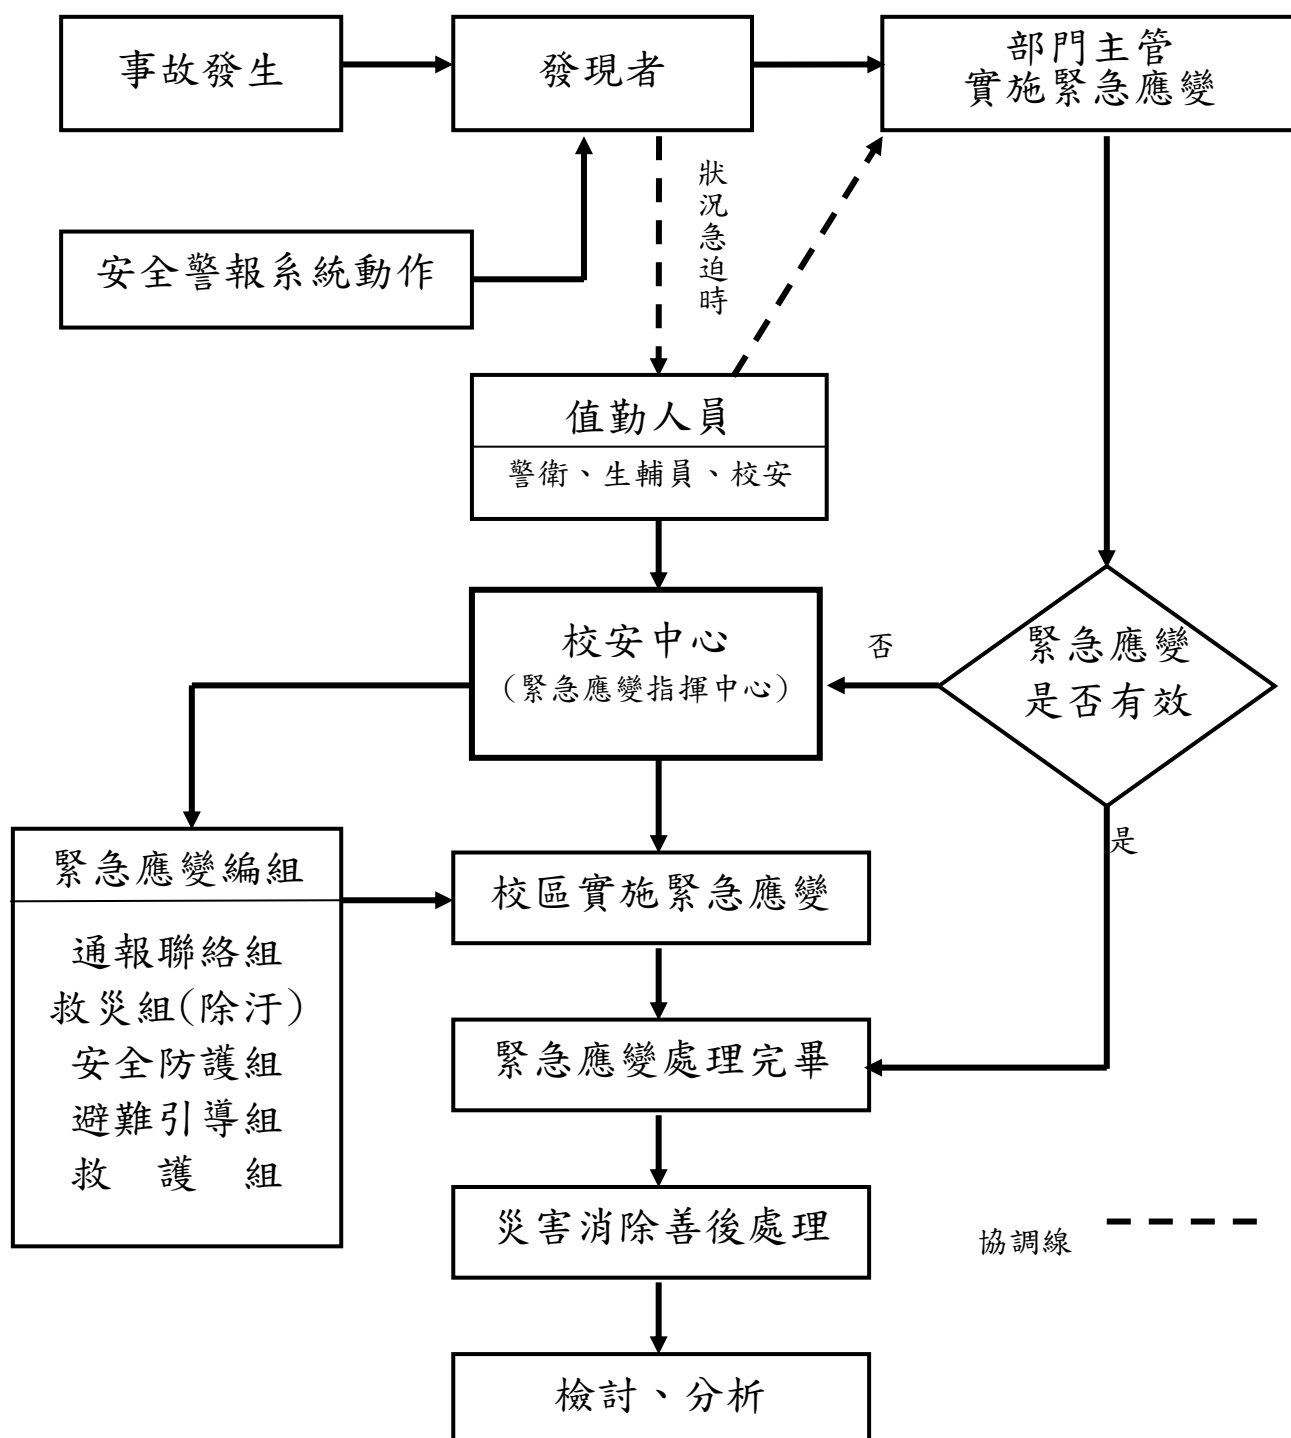 事故發生
發現者
部門主管
實施緊急應變
狀況急迫時
安全警報系統動作
值勤人員
警衛、生輔員、校安
校安中心
（緊急應變指揮中心）
否
緊急應變
是否有效
是
緊急應變編組
通報聯絡組
救災組(除汙)
安全防護組
避難引導組
救 護 組
校區實施緊急應變
緊急應變處理完畢
災害消除善後處理
協調線
檢討、分析